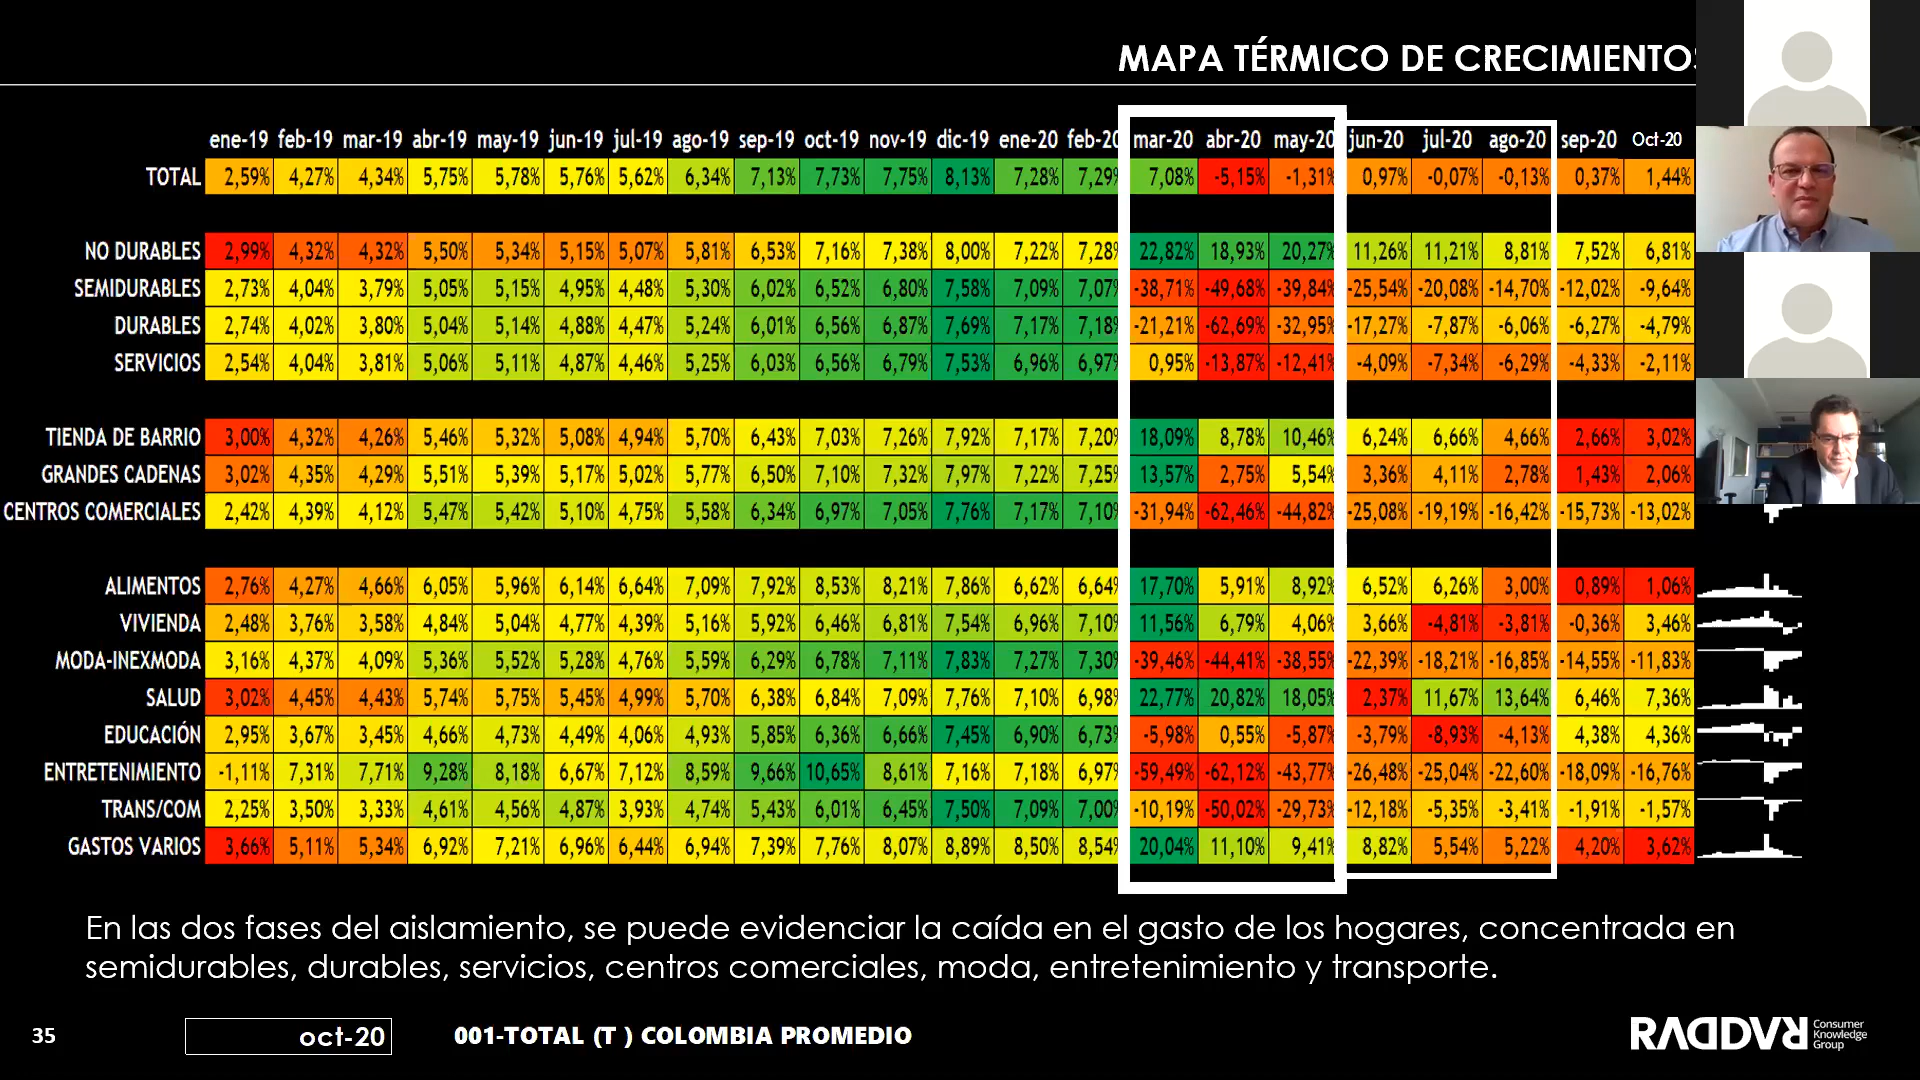 MAPA TÉRMICO DE CRECIMIENTOS
ene-19 feb-19 mar-19 abr-19 may-19 jun-19 jul-19 ago-19 sep-19 oct-19 nov-19 dic-19 ene-20 feb-20 mar-20 abr-20 may-20 jun-20 jul-20 ago-20 sep-20 Oct-20
TOTAL 2,59% 4,27% 4,34% 5,75% 5,78% 5,76% 5,62% 6,34% 7,13% 7,73% 7,75% 8,13% 7,28% 7,29% 7,08% -5,15% -1,31% 0,97% -0,07% -0,13% 0,37% 1,44%
NO DURABLES 2,99% 4,32% 4,32% 5,50% 5,34% 5,15% 5,07% 5,81% 6,53% 7,16% 7,38% 8,00% 7,22% 7,28% 22,82% 18,93% 20,27% 11,26% 11,21% 8,81% 7,52% 6,81%
SEMIDURABLES 2,73% 4,04% 3,79% 5,05% 5,15% 4,95% 4,48% 5,30% 6,02% 6,52% 6,80% 7,58% 7,09% 7,07% -38,71% -49,68% -39,84% -25,54% -20,08% -14,70% -12,02% -9,64%
DURABLES 2,74% 4,02% 3,80% 5,04% 5,14% 4,88% 4,47% 5,24% 6,01% 6,56% 6,87% 7,69% 7,17% 7,18% -21,21% -62,69% -32,95% -17,27% -7,87% -6,06% -6,27% -4,79%
SERVICIOS 2,54% 4,04% 3,81% 5,06% 5,11% 4,87% 4,46% 5,25% 6,03% 6,56% 6,79% 7,53% 6,96% 6,97% 0,95% -13,87% -12,41% -4,09% -7,34% -6,29% -4,33% -2,11%
TIENDA DE BARRIO 3,00% 4,32% 4,26% 5,46% 5,32% 5,08% 4,94% 5,70% 6,43% 7,03% 7,26% 7,92% 7,17% 7,20% 18,09% 8,78% 10,46% 6,24% 6,66% 4,66% 2,66% 3,02%
GRANDES CADENAS 3,02% 4,35% 4,29% 5,51% 5,39% 5,17% 5,02% 5,77% 6,50% 7,10% 7,32% 7,97% 7,22% 7,25% 13,57% 2,75% 5,54% 3,36% 4,11% 2,78% 1,43% 2,06%
CENTROS COMERCIALES 2,42% 4,39% 4,12% 5,47% 5,42% 5,10% 4,75% 5,58% 6,34% 6,97% 7,05% 7,76% 7,17% 7,10% -31,94% -62,46% -44,82% -25,08% -19,19% -16,42% -15,73% -13,02%
ALIMENTOS 2,76% 4,27% 4,66% 6,05% 5,96% 6,14% 6,64% 7,09% 7,92% 8,53% 8,21% 7,86% 6,62% 6,64% 17,70% 5,91% 8,92% 6,52% 6,26% 3,00% 0,89% 1,06%
VIVIENDA 2,48% 3,76% 3,58% 4,84% 5,04% 4,77% 4,39% 5,16% 5,92% 6,46% 6,81% 7,54% 6,96% 7,10% 11,56% 6,79% 4,06% 3,66% -4,81% -3,81% -0,36% 3,46%
MODA-INEXMODA 3,16% 4,37% 4,09% 5,36% 5,52% 5,28% 4,76% 5,59% 6,29% 6,78% 7,11% 7,83% 7,27% 7,30% -39,46% -44,41% -38,55% -22,39% -18,21% -16,85% -14,55% -11,83%
SALUD 3,02% 4,45% 4,43% 5,74% 5,75% 5,45% 4,99% 5,70% 6,38% 6,84% 7,09% 7,76% 7,10% 6,98% 22,77% 20,82% 18,05% 2,37% 11,67% 13,64% 6,46% 7,36%
EDUCACIÓN 2,95% 3,67% 3,45% 4,66% 4,73% 4,49% 4,06% 4,93% 5,85% 6,36% 6,66% 7,45% 6,90% 6,73% -5,98% 0,55% -5,87% -3,79% -8,93% -4,13% 4,38% 4,36%
ENTRETENIMIENTO -1,11% 7,31% 7,71% 9,28% 8,18% 6,67% 7,12% 8,59% 9,66% 10,65% 8,61% 7,16% 7,18% 6,97% -59,49% -62,12% -43,77% -26,48% -25,04% -22,60% -18,09% -16,76%
TRANS/COM 2,25% 3,50% 3,33% 4,61% 4,56% 4,87% 3,93% 4,74% 5,43% 6,01% 6,45% 7,50% 7,09% 7,00% -10,19% -50,02% -29,73% -12,18% -5,35% -3,41% -1,91% -1,57%
GASTOS VARIOS 3,66% 5,11% 5,34% 6,92% 7,21% 6,96% 6,44% 6,94% 7,39% 7,76% 8,07% 8,89% 8,50% 8,54% 20,04% 11,10% 9,41% 8,82% 5,54% 5,22% 4,20% 3,62%
En las dos fases del aislamiento, se puede evidenciar la caída en el gasto de los hogares, concentrada en
semidurables, durables, servicios, centros comerciales, moda, entretenimiento y transporte.
35 oct-20 001-TOTAL (T ) COLOMBIA PROMEDIO
RADDAR Consumer
Knowledge
Group